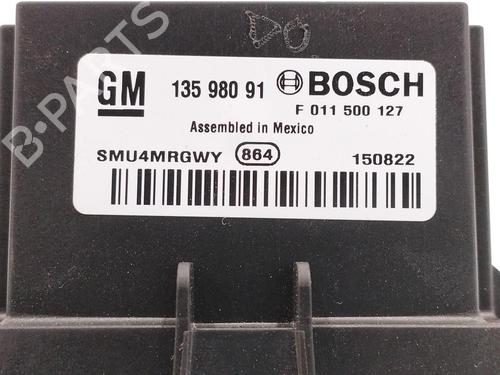 GM 135 980 91 BOSCH
F 011 500 127
Assembled in Mexico
SMU4MRGWY 864 150822
B-PARTS